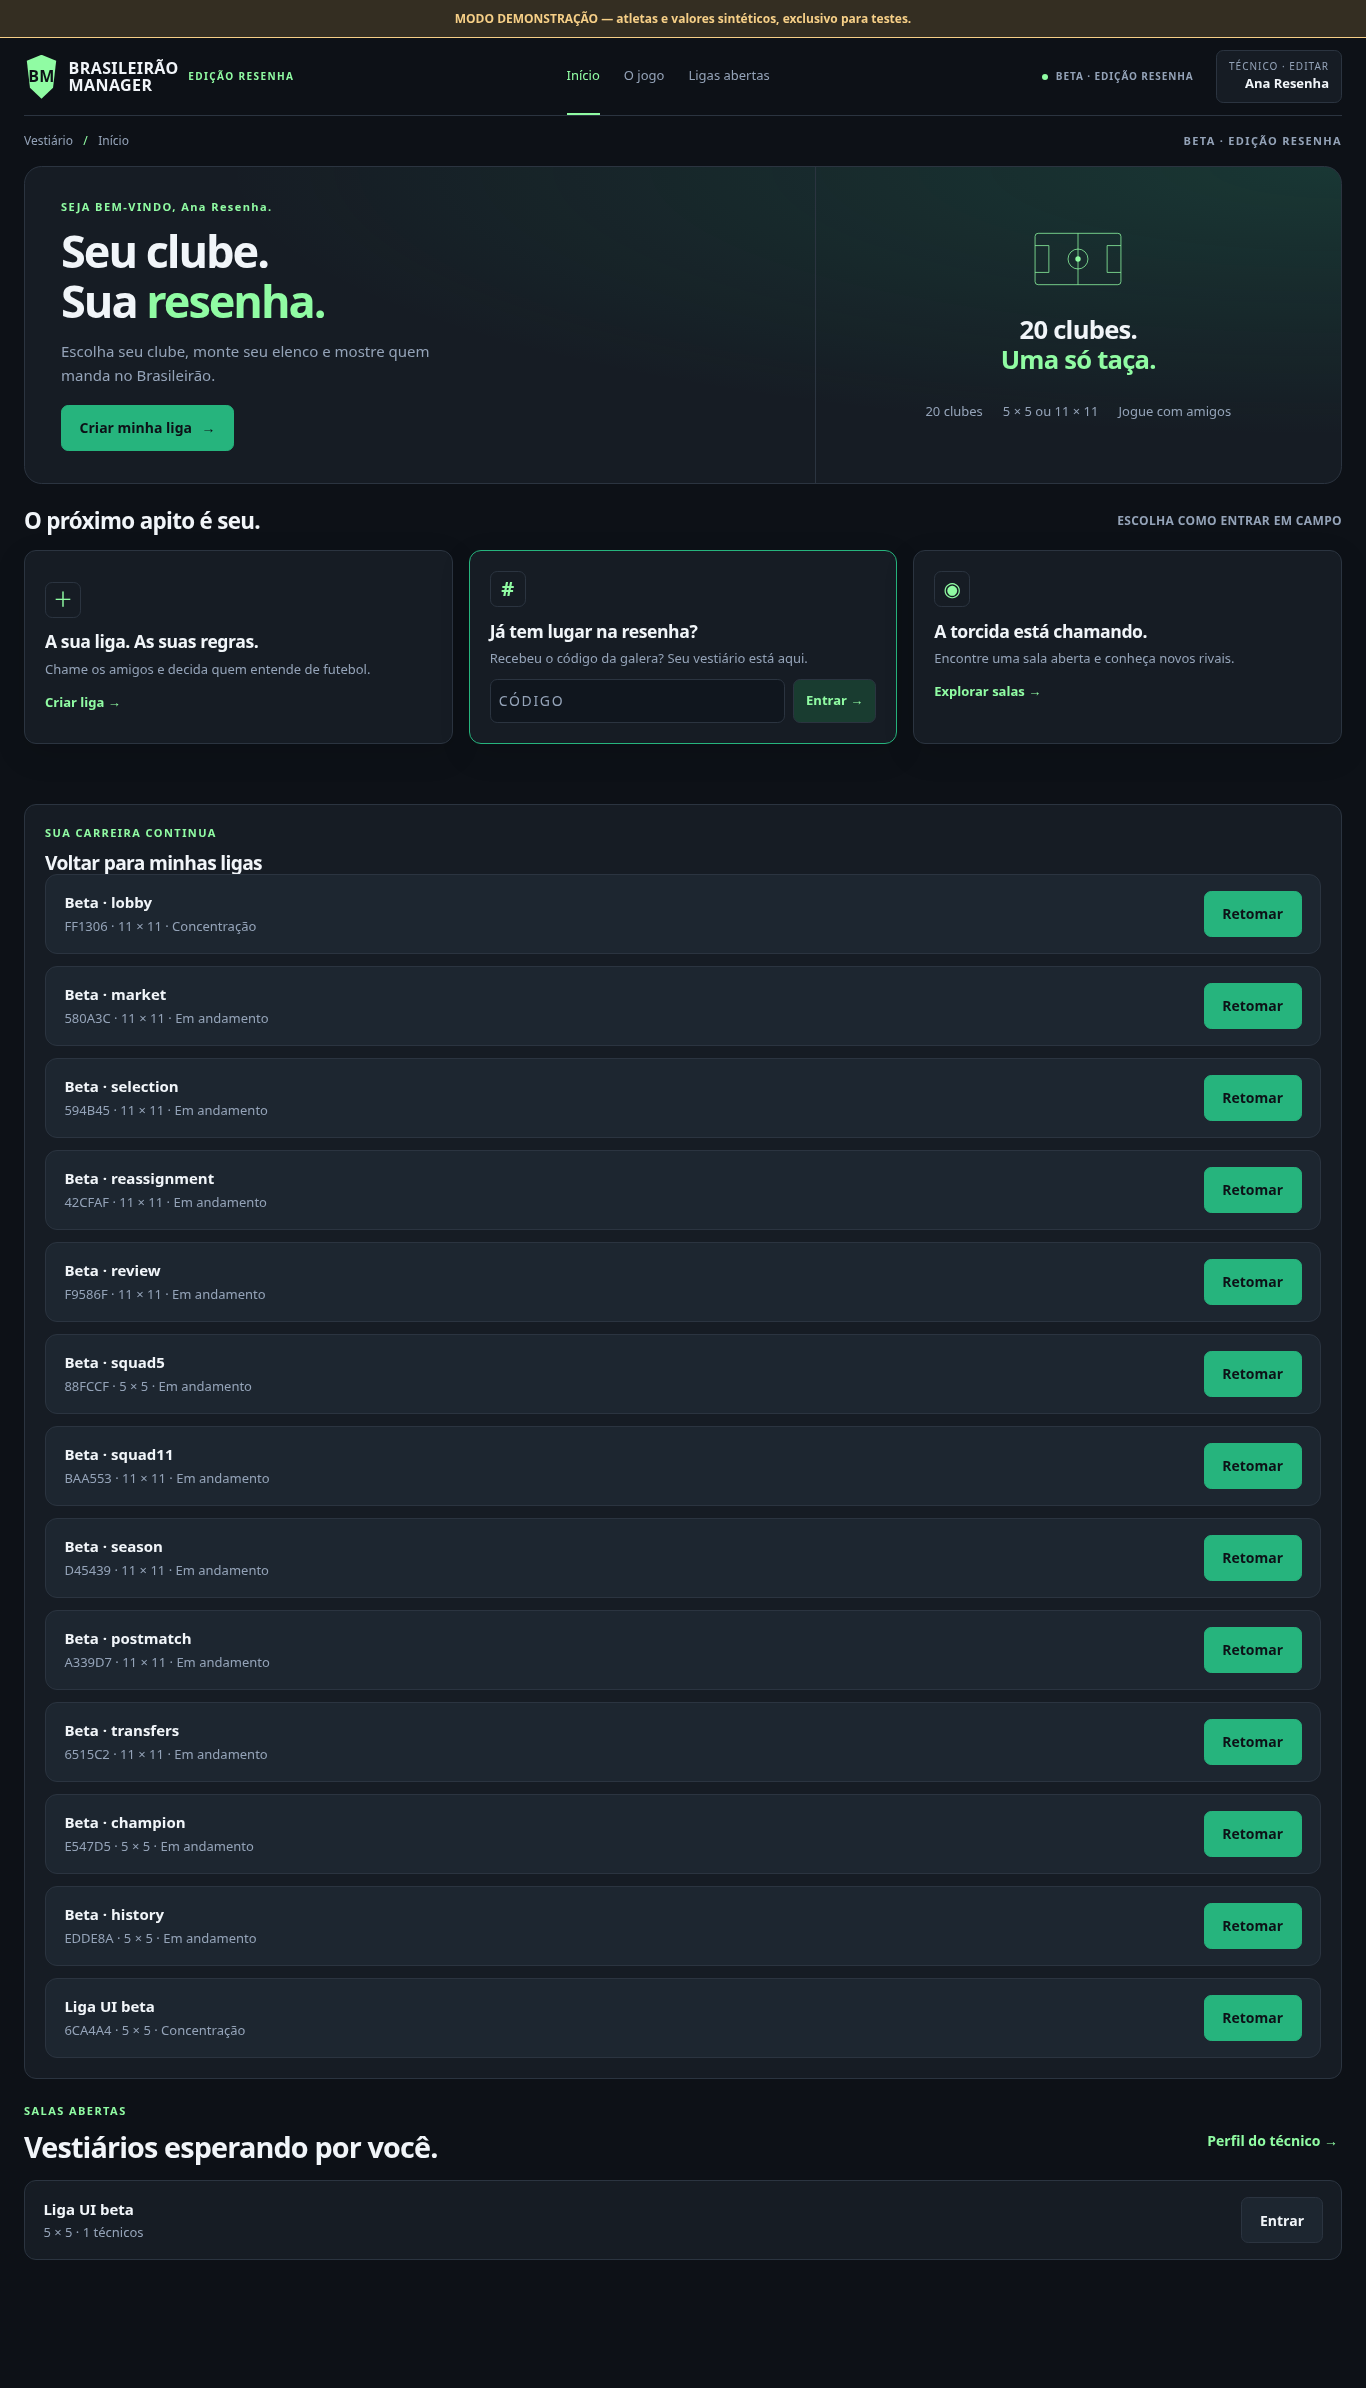 MODO DEMONSTRAÇÃO — atletas e valores sintéticos, exclusivo para testes.
BM
BRASILEIRÃO
MANAGER
EDIÇÃO RESENHA
Início
O jogo
Ligas abertas
BETA · EDIÇÃO RESENHA
TÉCNICO · EDITAR
Ana Resenha
Vestiário / Início
BETA · EDIÇÃO RESENHA
SEJA BEM-VINDO, Ana Resenha.
Seu clube.
Sua resenha.
Escolha seu clube, monte seu elenco e mostre quem
manda no Brasileirão.
Criar minha liga →
20 clubes.
Uma só taça.
20 clubes
5 × 5 ou 11 × 11
Jogue com amigos
O próximo apito é seu.
ESCOLHA COMO ENTRAR EM CAMPO
A sua liga. As suas regras.
Chame os amigos e decida quem entende de futebol.
Criar liga →
#
Já tem lugar na resenha?
Recebeu o código da galera? Seu vestiário está aqui.
CÓDIGO
Entrar →
A torcida está chamando.
Encontre uma sala aberta e conheça novos rivais.
Explorar salas →
SUA CARREIRA CONTINUA
Voltar para minhas ligas
Beta · lobby
FF1306 · 11 × 11 · Concentração
Retomar
Beta · market
580A3C · 11 × 11 · Em andamento
Retomar
Beta · selection
594B45 · 11 × 11 · Em andamento
Retomar
Beta · reassignment
42CFAF · 11 × 11 · Em andamento
Retomar
Beta · review
F9586F · 11 × 11 · Em andamento
Retomar
Beta · squad5
88FCCF · 5 × 5 · Em andamento
Retomar
Beta · squad11
BAA553 · 11 × 11 · Em andamento
Retomar
Beta · season
D45439 · 11 × 11 · Em andamento
Retomar
Beta · postmatch
A339D7 · 11 × 11 · Em andamento
Retomar
Beta · transfers
6515C2 · 11 × 11 · Em andamento
Retomar
Beta · champion
E547D5 · 5 × 5 · Em andamento
Retomar
Beta · history
EDDE8A · 5 × 5 · Em andamento
Retomar
Liga UI beta
6CA4A4 · 5 × 5 · Concentração
Retomar
SALAS ABERTAS
Vestiários esperando por você.
Perfil do técnico →
Liga UI beta
5 × 5 · 1 técnicos
Entrar